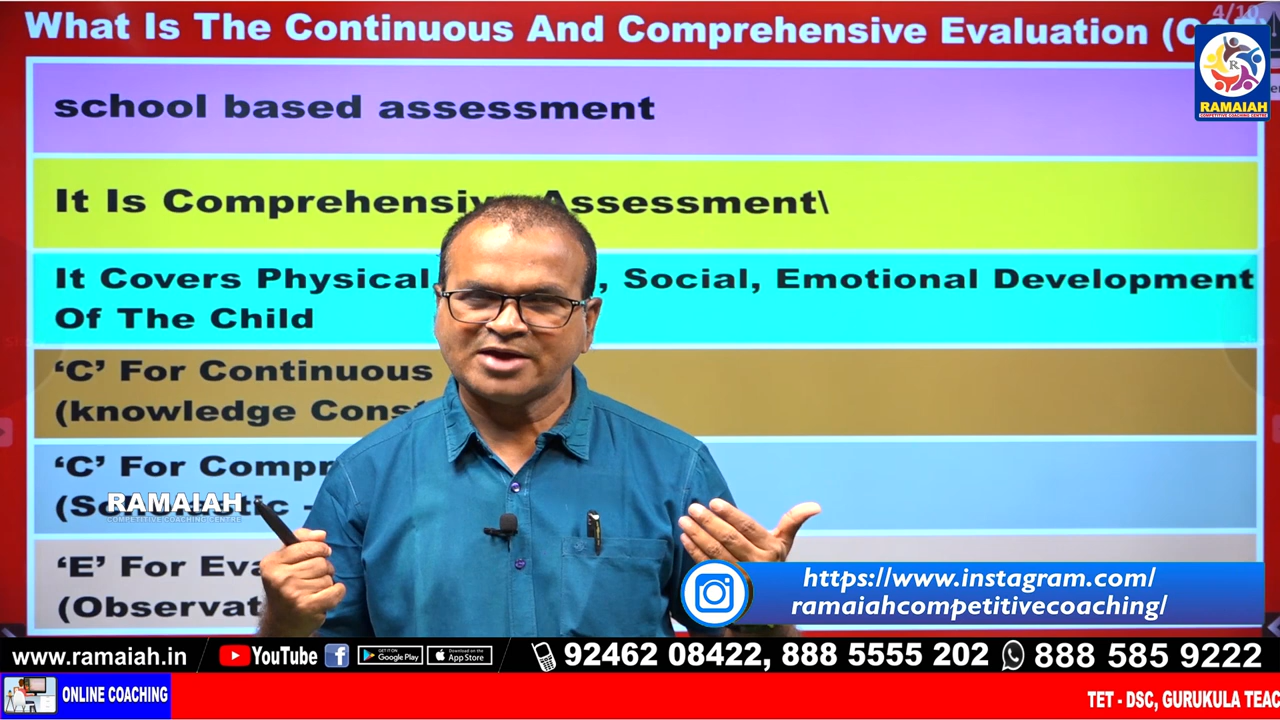 4/10
What Is The Continuous And Comprehensive Evaluation
RAMAIAH
COMPETITIVE COACHING CENTRE
school based assessment
It Is Comprehensiv Assessment\
It Covers Physical, , Social, Emotional Development
Of The Child
‘C’ For Continuous
(knowledge Cons
‘C’ For Compr
RAMAIAH
COMPETITIVE COACHING CENTRE
‘E’ For Eva
(Observat
https://www.instagram.com/
ramaiahcompetitivecoaching/
www.ramaiah.in
YouTube
GET IT ON
Google Play
Download on the
App Store
92462 08422, 888 5555 202
888 585 9222
ONLINE COACHING
TET - DSC, GURUKULA TEAC